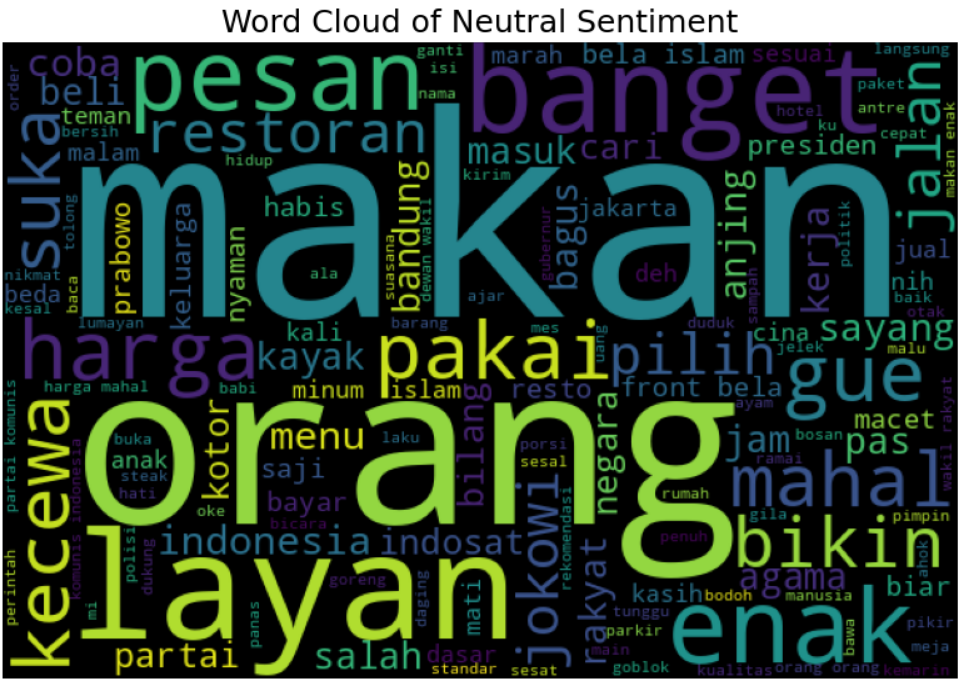 Word Cloud of Neutral Sentiment
order
coba
beli
teman
bersih
malam
suka
tolong
pesan
restoran
hidup
ganti
isi
nama
banget
marah
bela islam
sesuai
langsung
paket
hotel
antre
ku
cepat
presiden
jalan
makan enak
masuk
cari
kirim
makan
nikmat
kesal
beda
baca
prabowo
keluarga
nyaman
habis
ala
suasana
bandung
dewan wakil
ajar
gubernur
bagus
jakarta
deh
anjing
sampan
kerja
politik
jual
nih
baik
otak
lumayan
harga
kali
kayak
barang
pakai
mes
uang
duduk
pilih
cina
jelek
sayang
malu
gue
partai komunis
harga mahal
babi
minum
islam
resto
front bela
ayam
macet
wakil rakyat
kecewa
buka
anak
steak
hati
kotor
oke
orang
menu
saji
bayar
bicara
laku
bilang
porsi
sesal
rekomendasi
negara
rumah
penuh
jam
ramai
bosan
pas
mahal
gila
pimpin
bikin
perintah
komunis indonesia
mi
polisi
dukung
indonesia
layan
goreng
panas
indosat
daging
mati
jokowi
rakyat
kasih
bodoh
tunggu
agama
manusia
biar
ahok
pikir
partai
salah
dasar
standar
sesat
main
parkir
goblok
enak
bawa
meja
kualitas
orang orang
kemarin